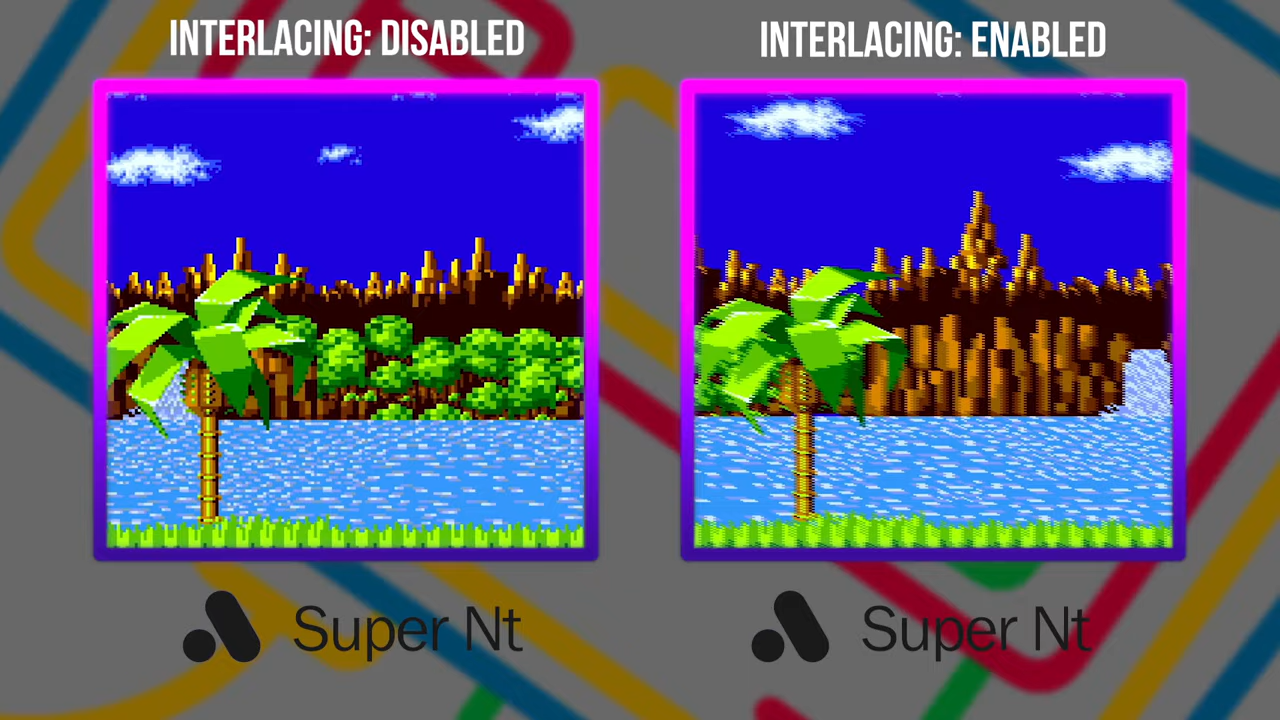 INTERLACING: DISABLED
INTERLACING: ENABLED
Super Nt
Super Nt